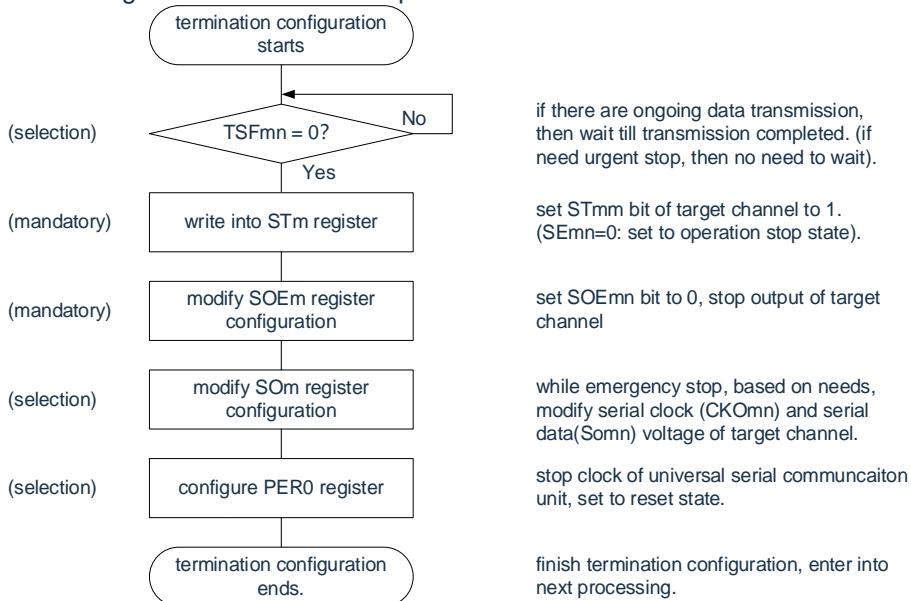 termination configuration
starts
(selection)
TSFmn = 0?
No
if there are ongoing data transmission,
then wait till transmission completed. (if
need urgent stop, then no need to wait).
Yes
(mandatory)
write into STm register
set STmm bit of target channel to 1.
(SEmn=0: set to operation stop state).
(mandatory)
modify SOEm register
configuration
set SOEmn bit to 0, stop output of target
channel
(selection)
modify SOm register
configuration
while emergency stop, based on needs,
modify serial clock (CKOmn) and serial
data(Somn) voltage of target channel.
(selection)
configure PER0 register
stop clock of universal serial communcaiton
unit, set to reset state.
termination configuration
ends.
finish termination configuration, enter into
next processing.